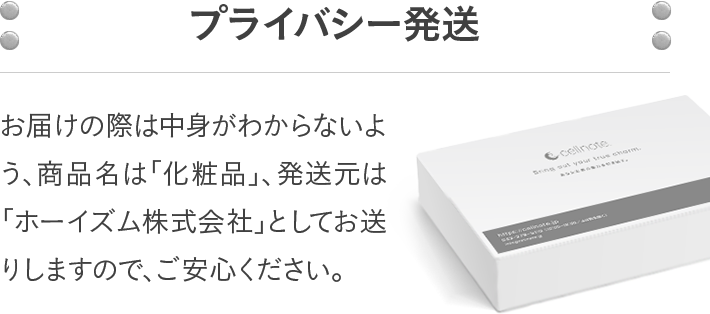 プライバシー発送
お届けの際は中身がわからないよ
う、商品名は「化粧品」、発送元は
「ホーイズム株式会社」としてお送
りしますので、ご安心ください。
cellnote.
Bring out your true charm.
https://cellnote.jp